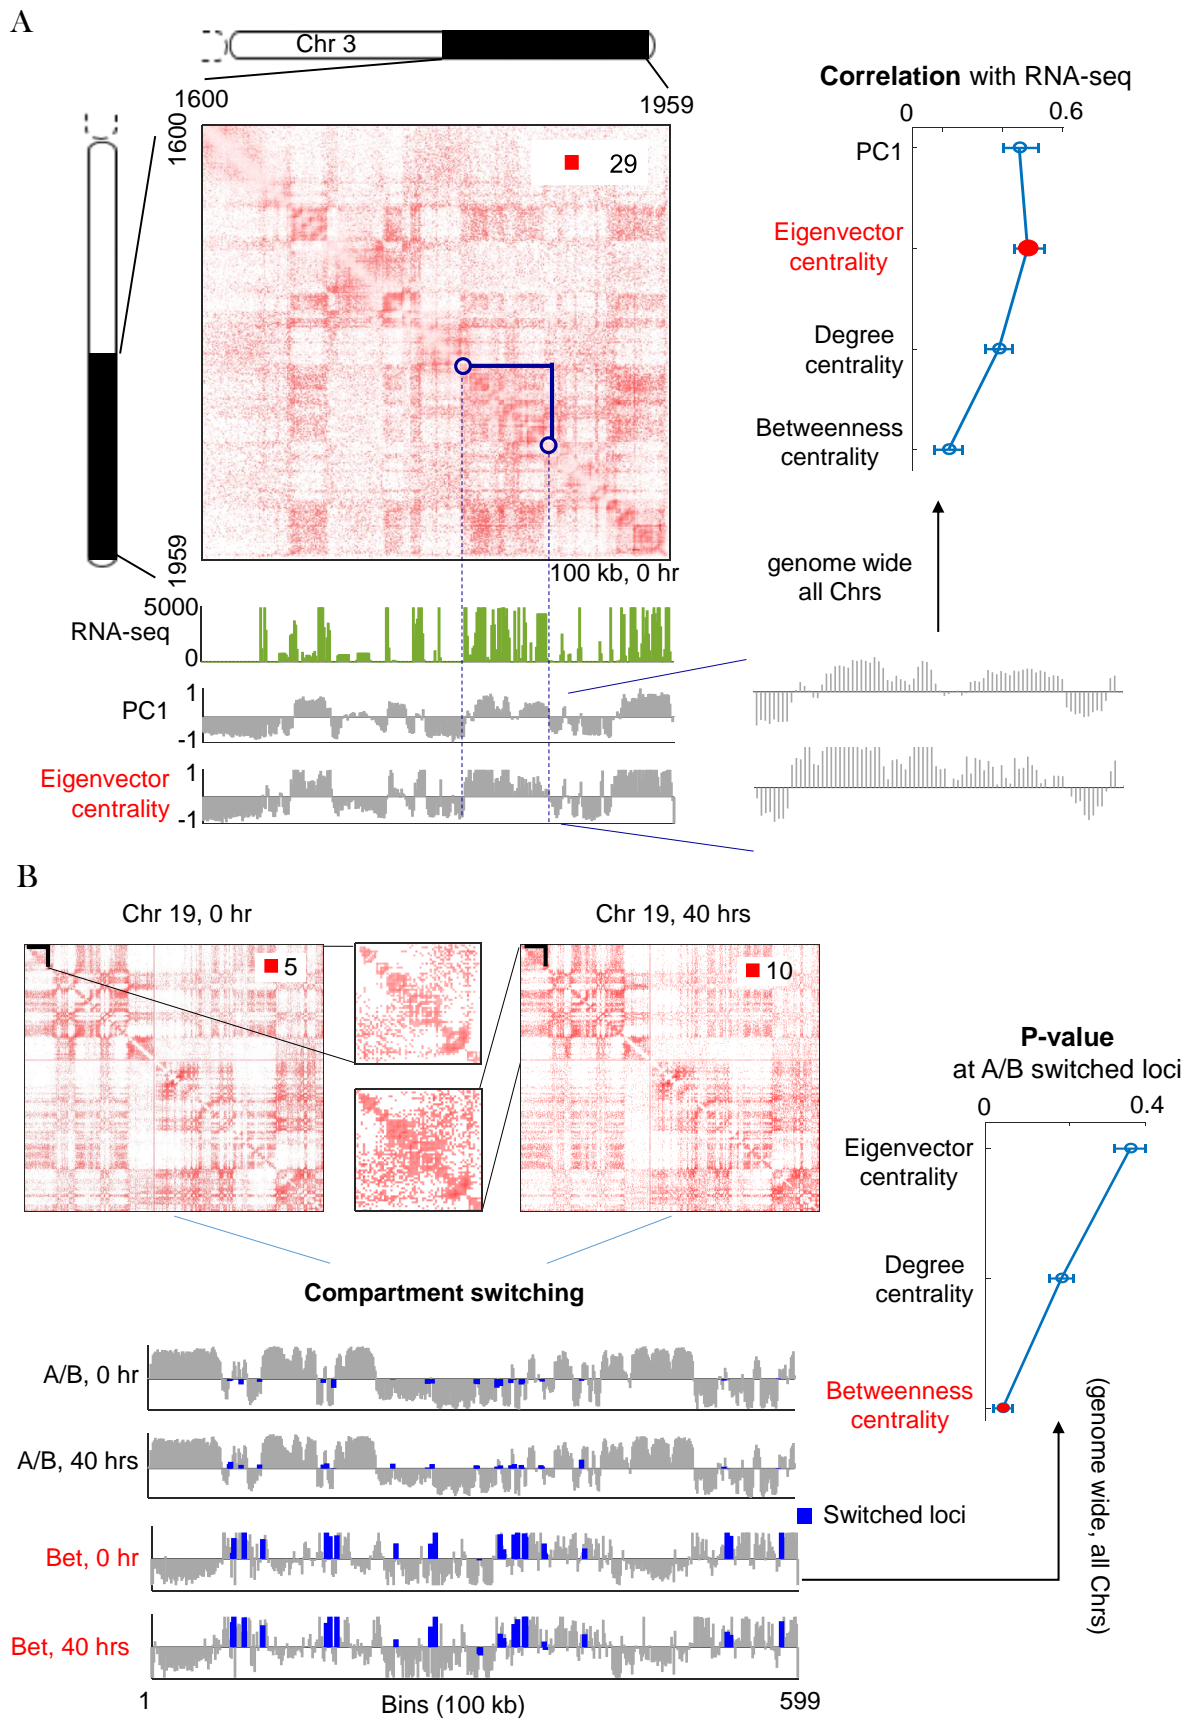 A
Chr 3
1600
1959
1600
1959
29
100 kb, 0 hr
Correlation with RNA-seq
0
0.6
PC1
Eigenvector
centrality
Degree
centrality
Betweenness
centrality
genome wide
all Chrs
5000
RNA-seq
0
1
PC1
-1
Eigenvector
centrality
1
-1
B
Chr 19, 0 hr
Chr 19, 40 hrs
5
10
P-value
at A/B switched loci
0
0.4
Eigenvector
centrality
Degree
centrality
Betweenness
centrality
(genome wide, all Chrs)
Compartment switching
A/B, 0 hr
A/B, 40 hrs
Switched loci
Bet, 0 hr
Bet, 40 hrs
1
Bins (100 kb)
599